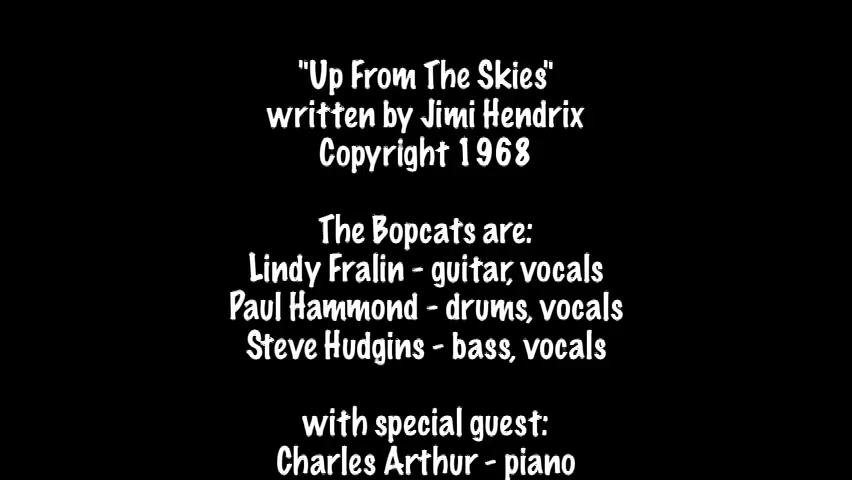 "Up From The Skies"
written by Jimi Hendrix
Copyright 1968
The Bopcats are:
Lindy Fralin - guitar, vocals
Paul Hammond - drums, vocals
Steve Hudgins - bass, vocals
with special guest:
Charles Arthur - piano